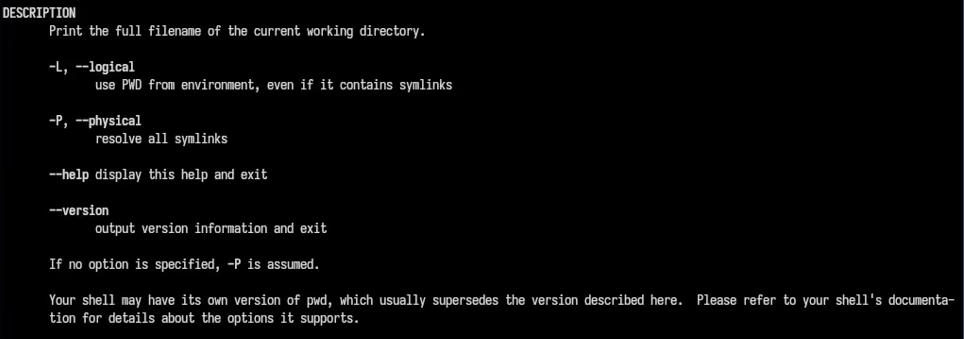 DESCRIPTION
Print the full filename of the current working directory.
-L, --logical
use PWD from environment, even if it contains symlinks
-P, --physical
resolve all symlinks
--help display this help and exit
--version
output version information and exit
If no option is specified, -P is assumed.
Your shell may have its own version of pwd, which usually supersedes the version described here.  Please refer to your shell's documenta-
tion for details about the options it supports.